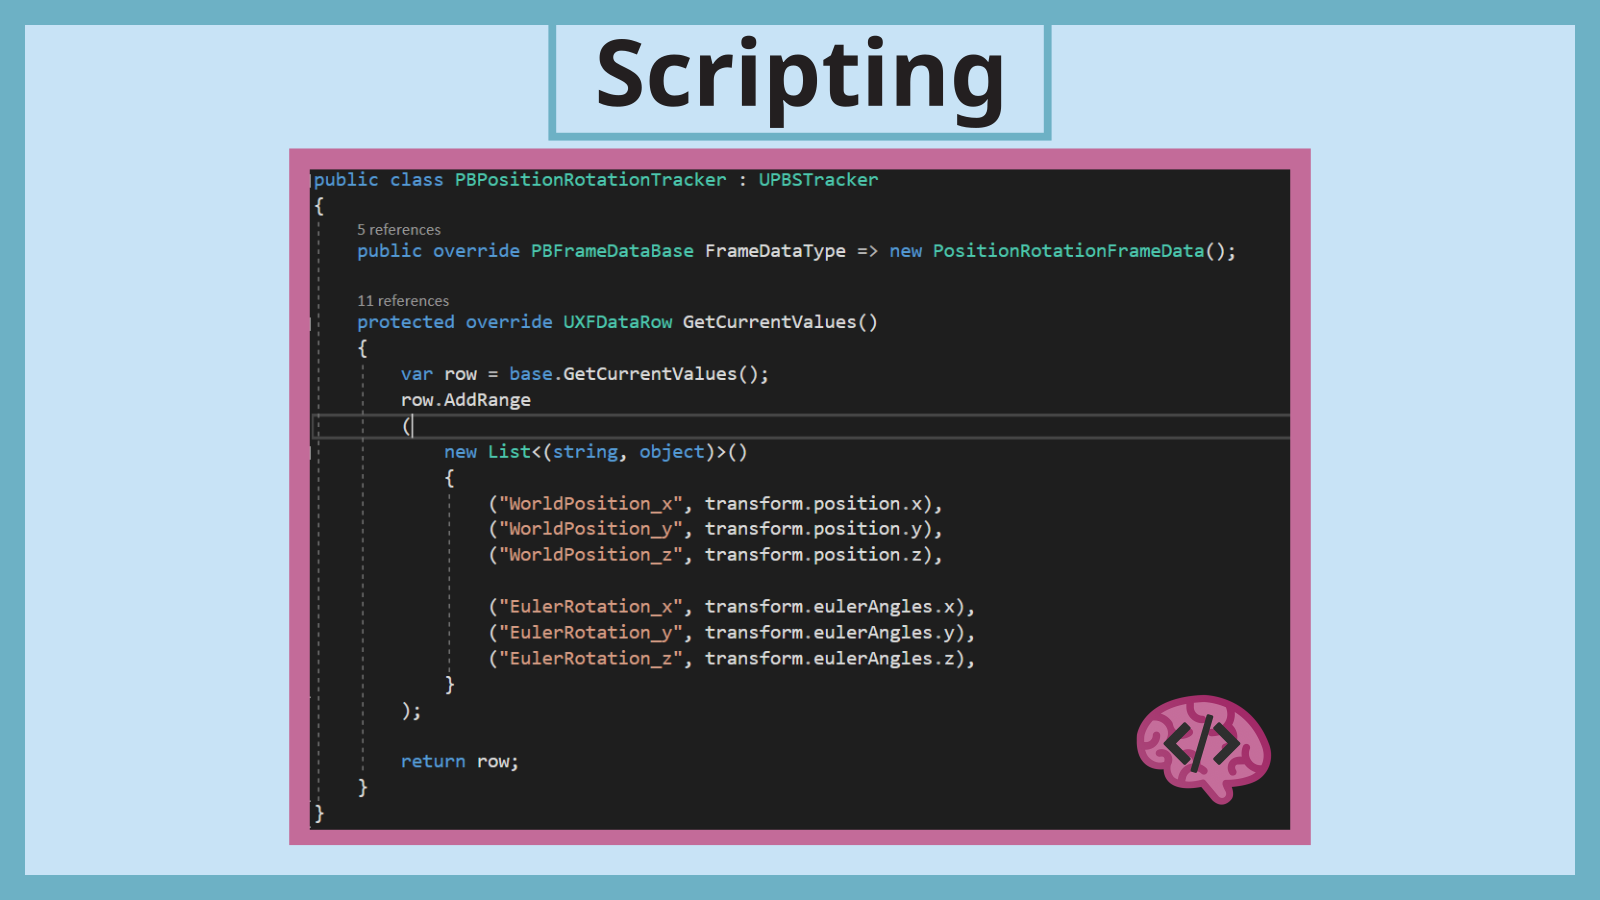 Scripting
public class PBPositionRotationTracker : UPBSTracker
{
5 references
public override PBFrameDataBase FrameDataType => new PositionRotationFrameData();
11 references
protected override UXFDataRow GetCurrentValues()
{
var row = base.GetCurrentValues();
row.AddRange
(
new List<(string, object)>()
{
("WorldPosition_x", transform.position.x),
("WorldPosition_y", transform.position.y),
("WorldPosition_z", transform.position.z),
("EulerRotation_x", transform.eulerAngles.x),
("EulerRotation_y", transform.eulerAngles.y),
("EulerRotation_z", transform.eulerAngles.z),
}
);
return row;
}
}
</>